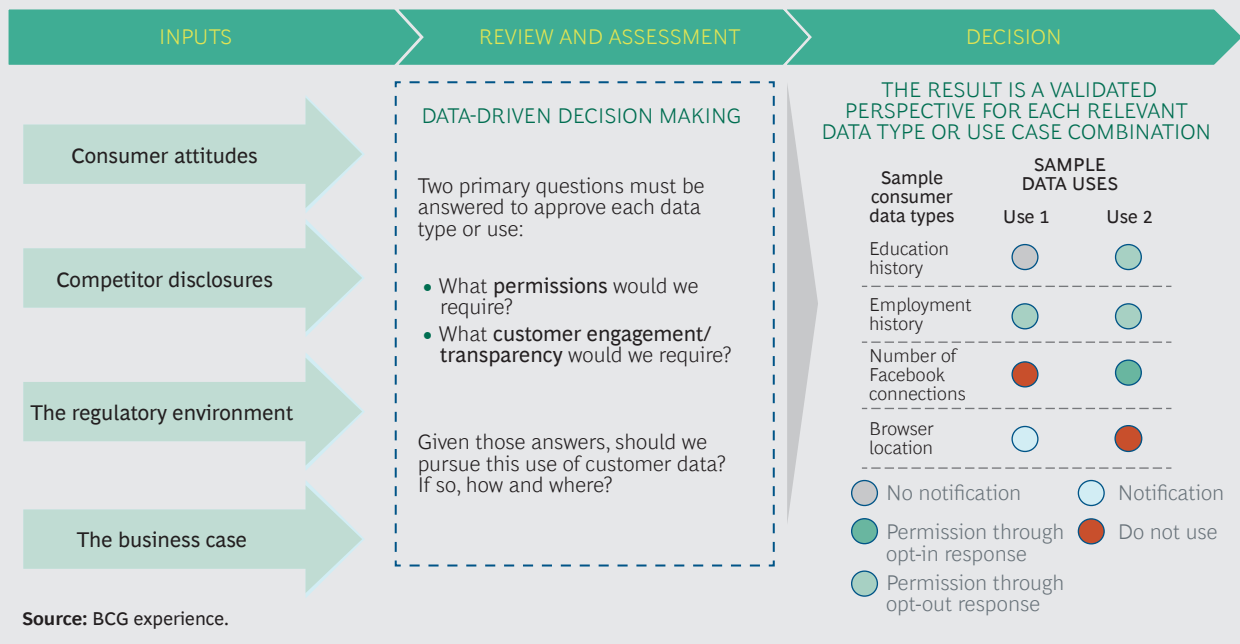 INPUTS
REVIEW AND ASSESSMENT
DECISION
Consumer attitudes
Competitor disclosures
The regulatory environment
The business case
DATA-DRIVEN DECISION MAKING
Two primary questions must be
answered to approve each data
type or use:
• What permissions would we
require?
• What customer engagement/
transparency would we require?
Given those answers, should we
pursue this use of customer data?
If so, how and where?
THE RESULT IS A VALIDATED
PERSPECTIVE FOR EACH RELEVANT
DATA TYPE OR USE CASE COMBINATION
Sample
consumer
data types
SAMPLE
DATA USES
Use 1
Use 2
Education
history
Employment
history
Number of
Facebook
connections
Browser
location
No notification
Notification
Permission through
opt-in response
Do not use
Permission through
opt-out response
Source: BCG experience.